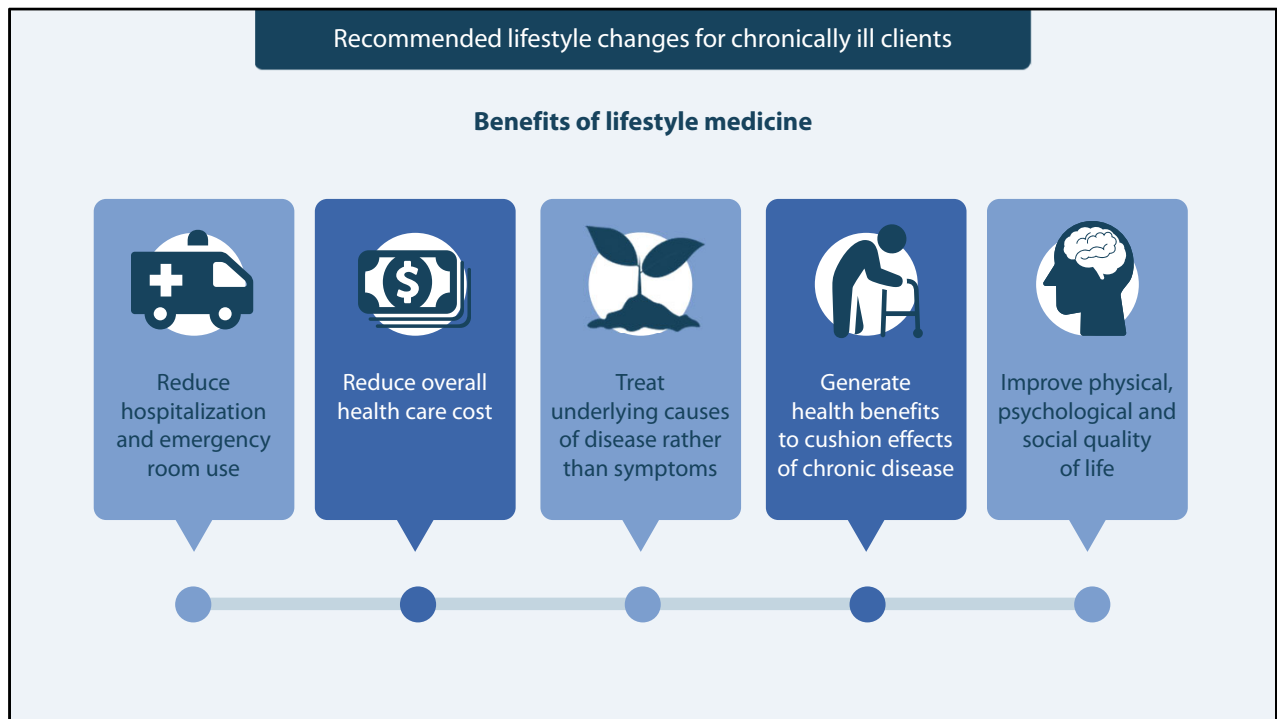 Recommended lifestyle changes for chronically ill clients
Benefits of lifestyle medicine
Reduce
hospitalization
and emergency
room use
$
Reduce overall
health care cost
Treat
underlying causes
of disease rather
than symptoms
Generate
health benefits
to cushion effects
of chronic disease
Improve physical,
psychological and
social quality
of life